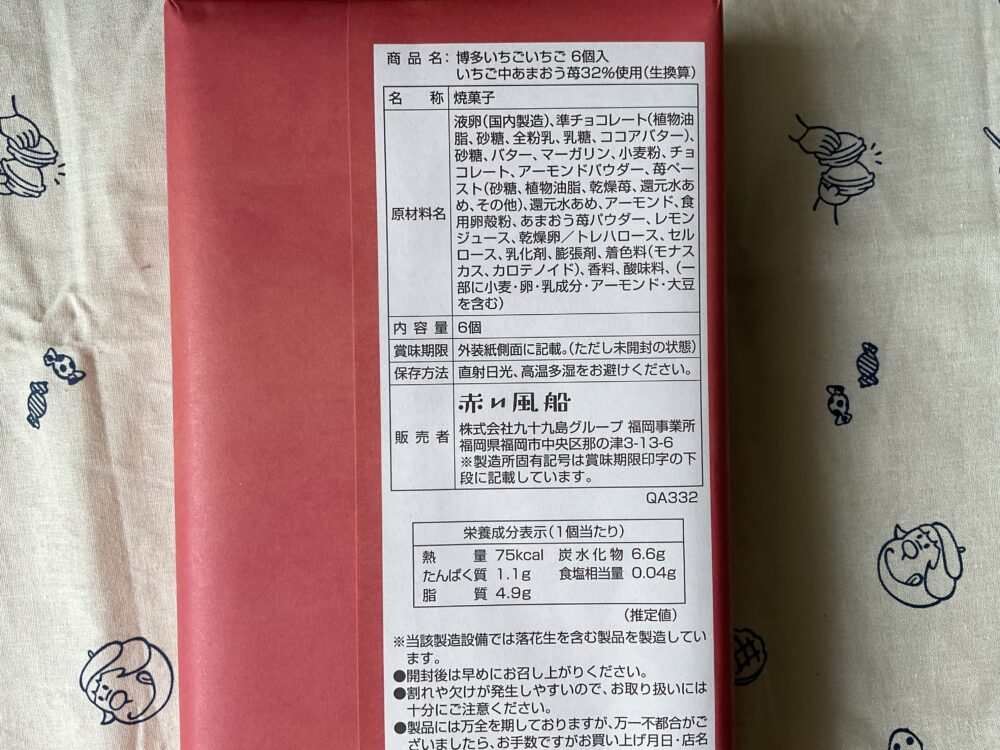 商品名：博多いちごいちご 6個入
いちご中あまおう苺32%使用（生換算）
名称 焼菓子
原材料名
液卵（国内製造）、準チョコレート（植物油
脂、砂糖、全粉乳、乳糖、ココアバター）、
砂糖、バター、マーガリン、小麦粉、チョ
コレート、アーモンドパウダー、苺ペー
スト（砂糖、植物油脂、乾燥苺、還元水あ
め、その他）、還元水あめ、アーモンド、食
用卵殻粉、あまおう苺パウダー、レモン
ジュース、乾燥卵／トレハロース、セル
ロース、乳化剤、膨張剤、着色料（モナス
カス、カロテノイド）、香料、酸味料、（一
部に小麦・卵・乳成分・アーモンド・大豆
を含む）
内容量 6個
賞味期限 外装紙側面に記載。（ただし未開封の状態）
保存方法 直射日光、高温多湿をお避けください。
販売者
赤い風船
株式会社九十九島グループ 福岡事業所
福岡県福岡市中央区那の津3-13-6
※製造所固有記号は賞味期限印字の下
段に記載しています。
QA332
栄養成分表示（1個当たり）
熱量 75kcal 炭水化物 6.6g
たんぱく質 1.1g 食塩相当量 0.04g
脂質 4.9g
（推定値）
※当該製造設備では落花生を含む製品を製造してい
ます。
●開封後は早めにお召し上がりください。
●割れや欠けが発生しやすいので、お取り扱いには
十分にご注意ください。
●製品には万全を期しておりますが、万一不都合がご
ざいましたら、お手数ですがお買い上げ月日・店名